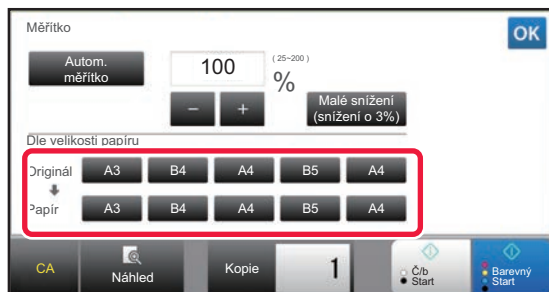 Měřítko
OK
Autom.
měřítko
100
(25~200)
%
−
+
Malé snížení
(snížení o 3%)
Dle velikosti papíru
Originál
A3 B4 A4 B5 A4
Papír
A3 B4 A4 B5 A4
CA
Náhled
Kopie
1
Č/b
Start
Barevný
Start